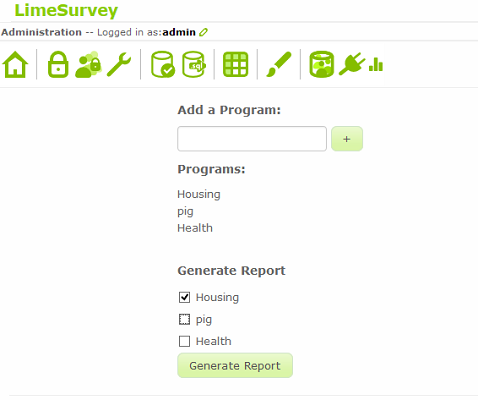 LimeSurvey
Administration -- Logged in as:admin
Add a Program:
+
Programs:
Housing
pig
Health
Generate Report
Housing
pig
Health
Generate Report